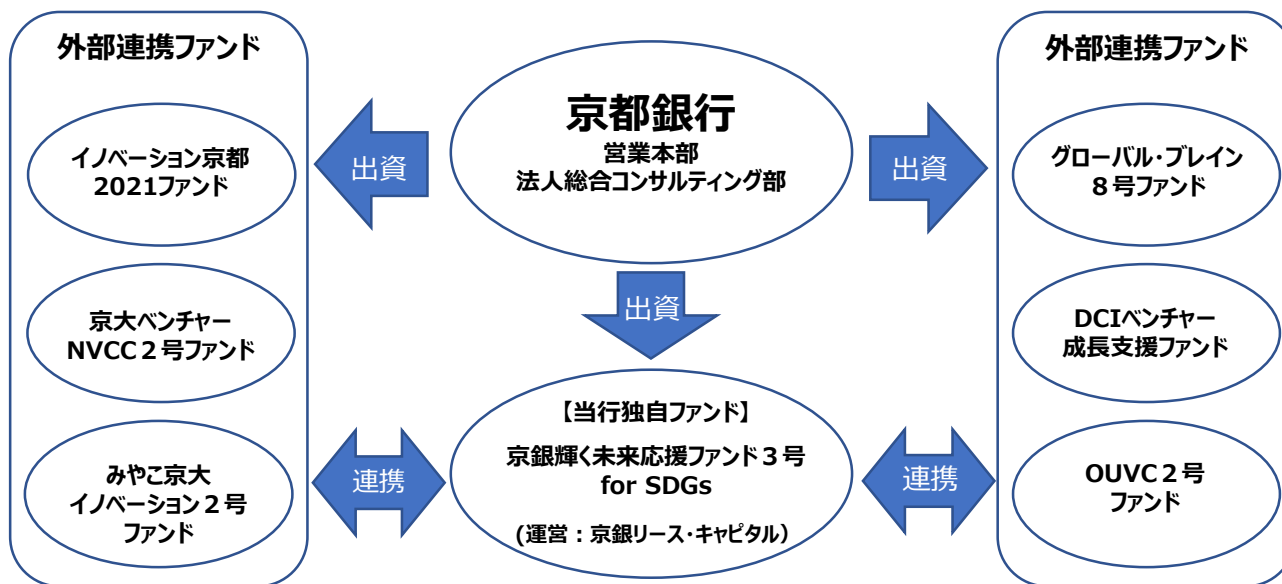 外部連携ファンド
イノベーション京都
2021ファンド
京大ベンチャー
NVCC２号ファンド
みやこ京大
イノベーション２号
ファンド
出資
京都銀行
営業本部
法人総合コンサルティング部
出資
出資
連携
【当行独自ファンド】
京銀輝く未来応援ファンド３号
for SDGs
(運営：京銀リース・キャピタル）
連携
外部連携ファンド
グローバル・ブレイン
８号ファンド
DCIベンチャー
成長支援ファンド
OUVC２号
ファンド